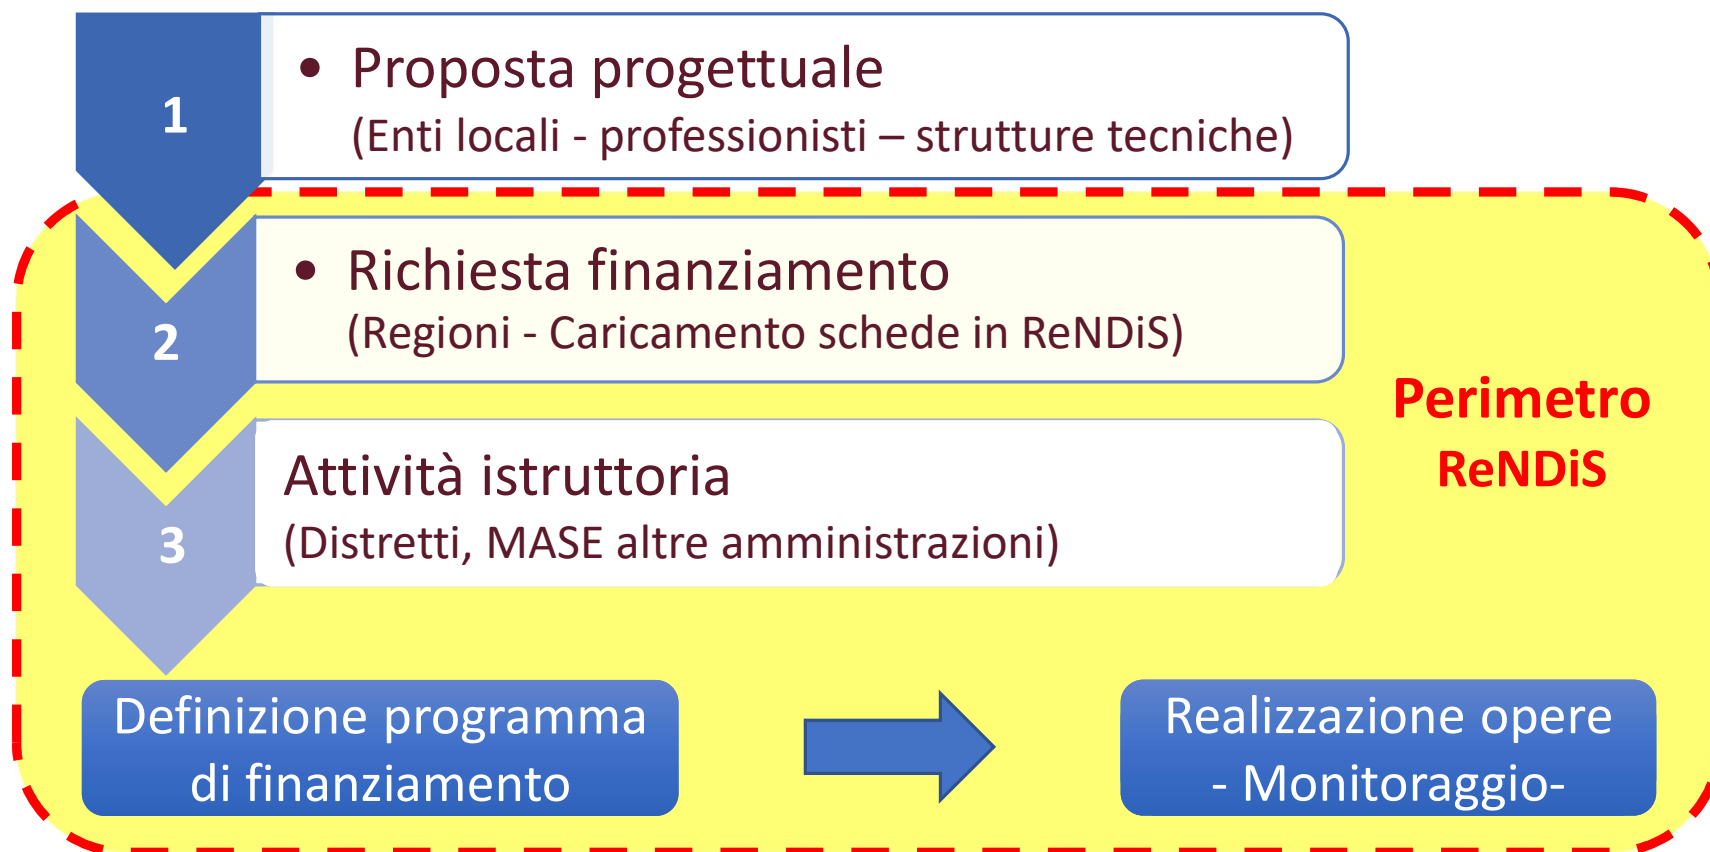 1
• Proposta progettuale
(Enti locali - professionisti – strutture tecniche)
2
• Richiesta finanziamento
(Regioni - Caricamento schede in ReNDiS)
3
Attività istruttoria
(Distretti, MASE altre amministrazioni)
Perimetro
ReNDiS
Definizione programma
di finanziamento
Realizzazione opere
- Monitoraggio-